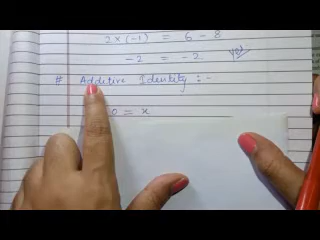 2 × (-1) = 6 - 8
-2 = -2
# Additive Identity : -
0 = x